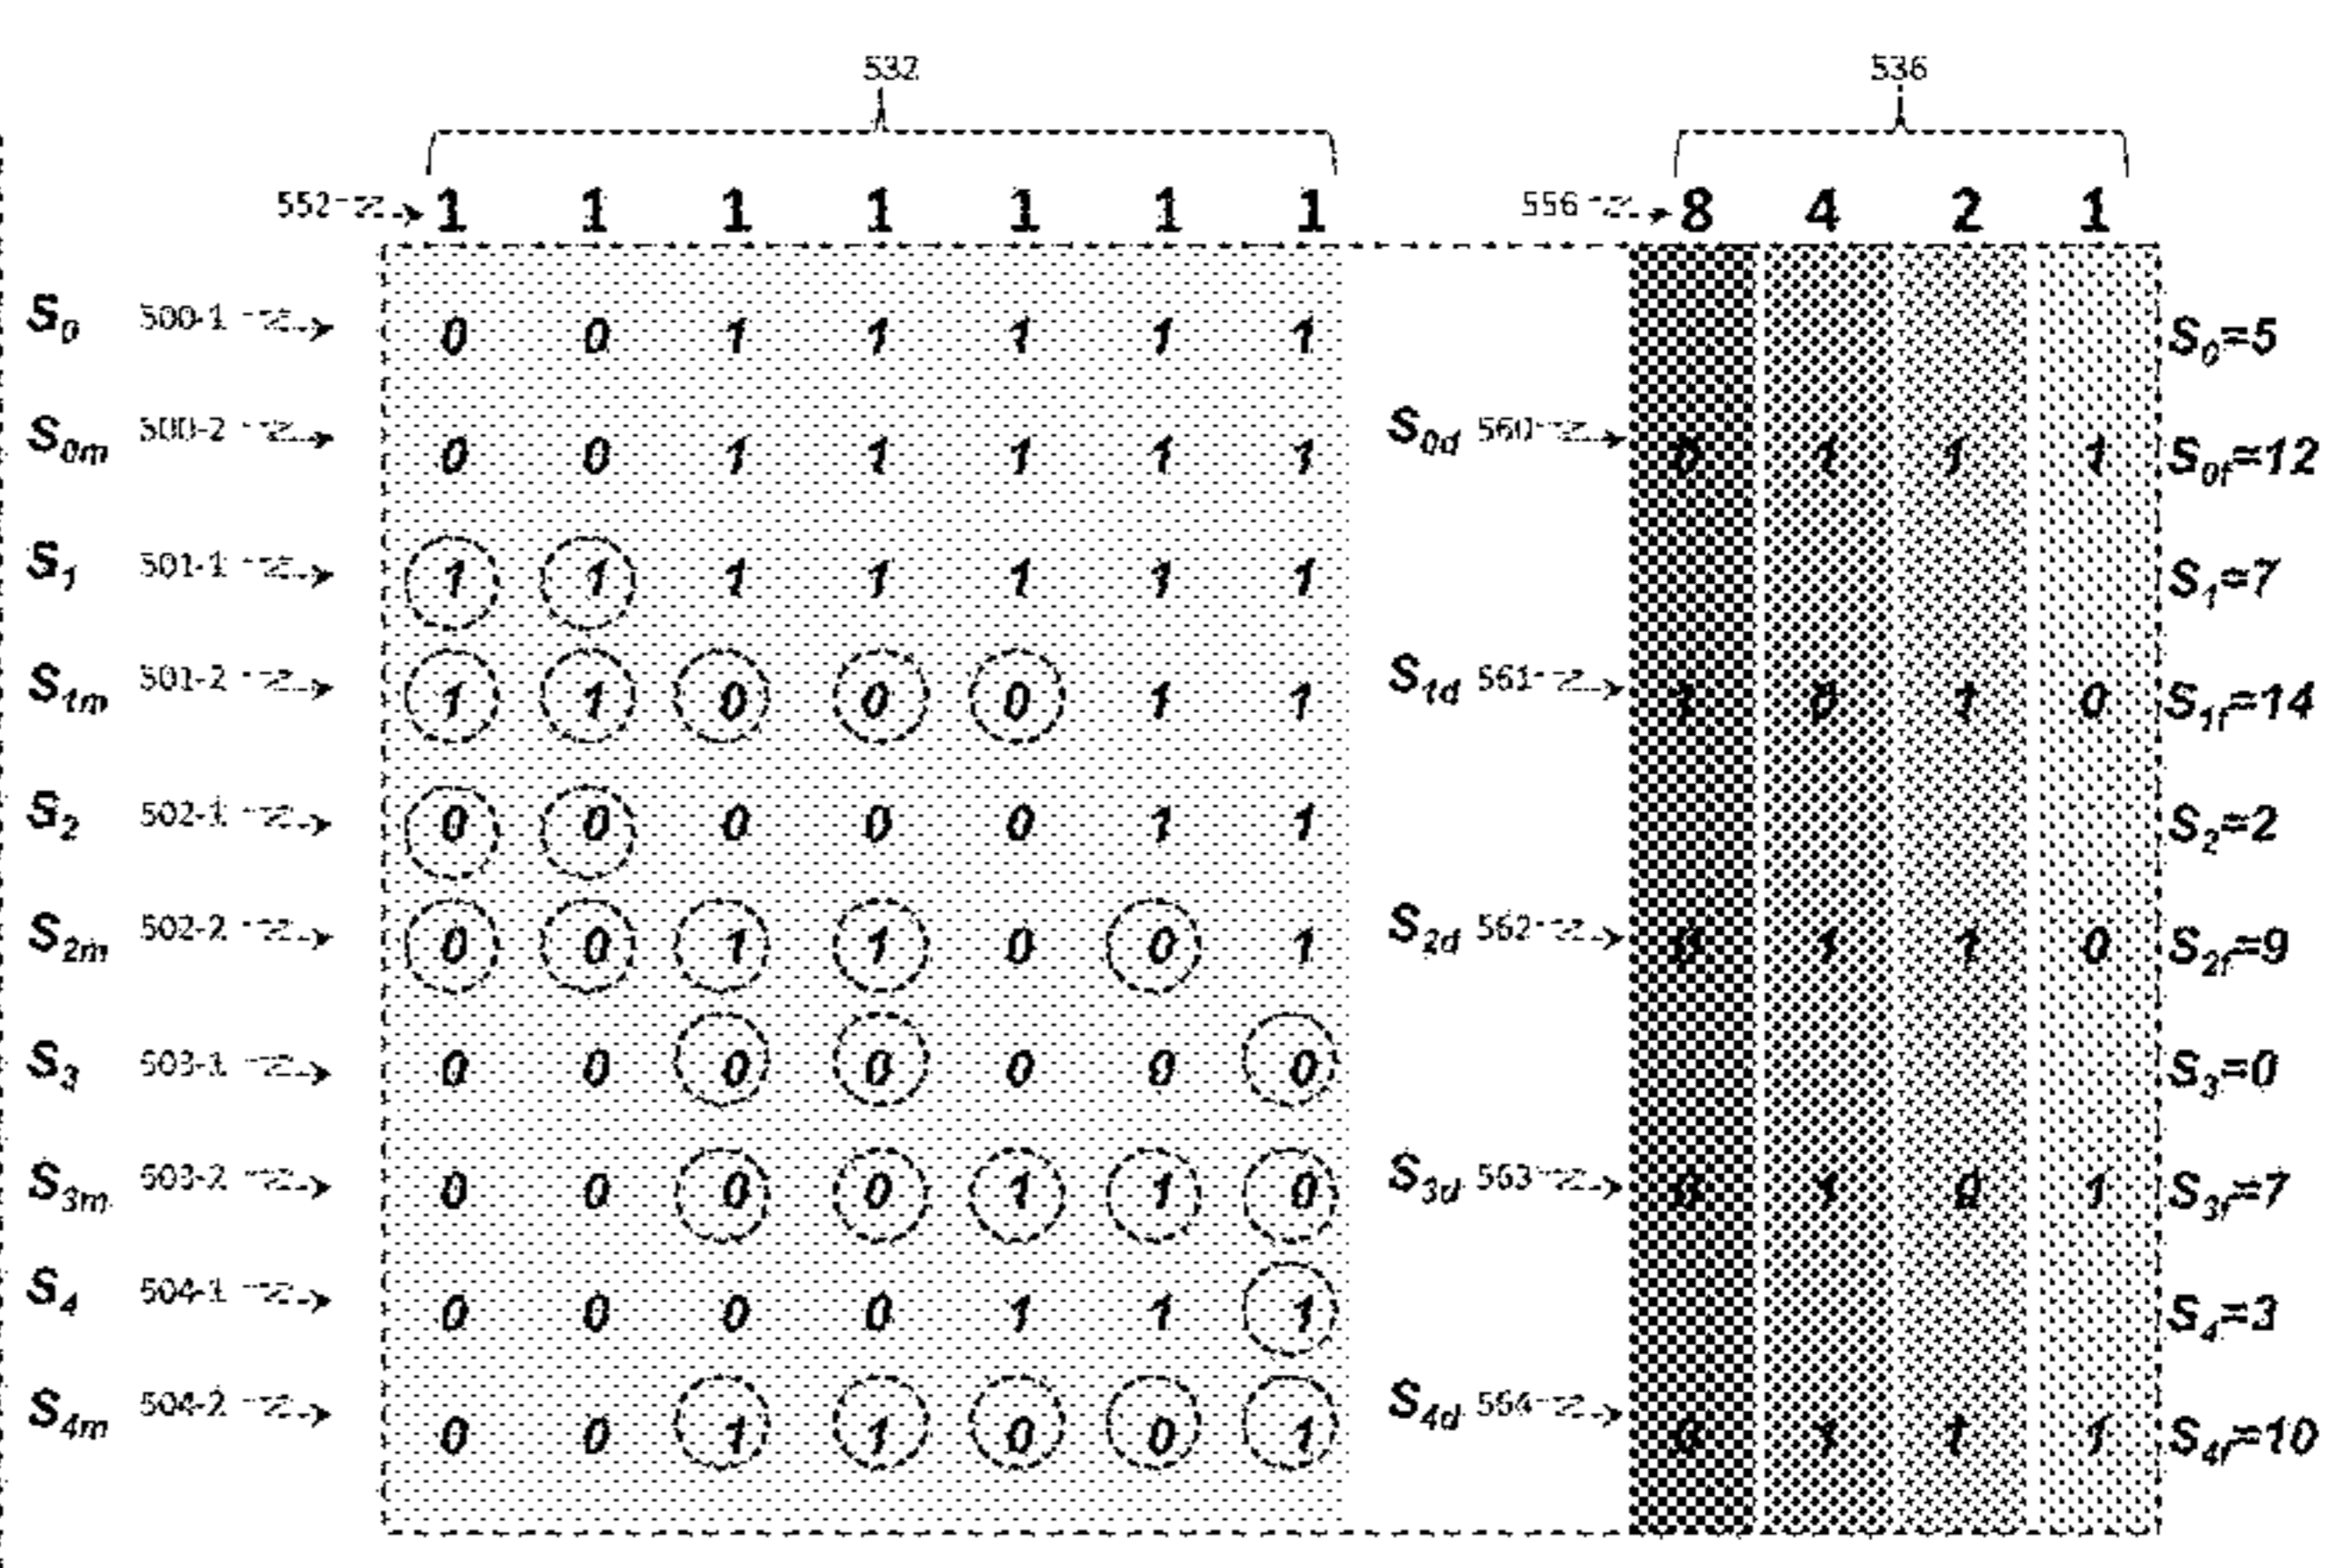 532 536
552 1 1 1 1 1 1 1 556 8 4 2 1
S0 500-1 0 0 1 1 1 1 1 S0=5
S0m 500-2 0 0 1 1 1 1 1 S0d 560 0 1 1 1 S0f=12
S1 501-1 1 1 1 1 1 1 1 S1=7
S1m 501-2 1 1 0 0 0 1 1 S1d 561 1 0 1 0 S1f=14
S2 502-1 0 0 0 0 0 1 1 S2=2
S2m 502-2 0 0 1 1 0 0 1 S2d 562 0 1 1 0 S2f=9
S3 503-1 0 0 0 0 0 0 0 S3=0
S3m 503-2 0 0 0 0 1 1 0 S3d 563 0 1 0 1 S3f=7
S4 504-1 0 0 0 0 1 1 1 S4=3
S4m 504-2 0 0 1 1 0 0 1 S4d 564 0 1 1 1 S4f=10